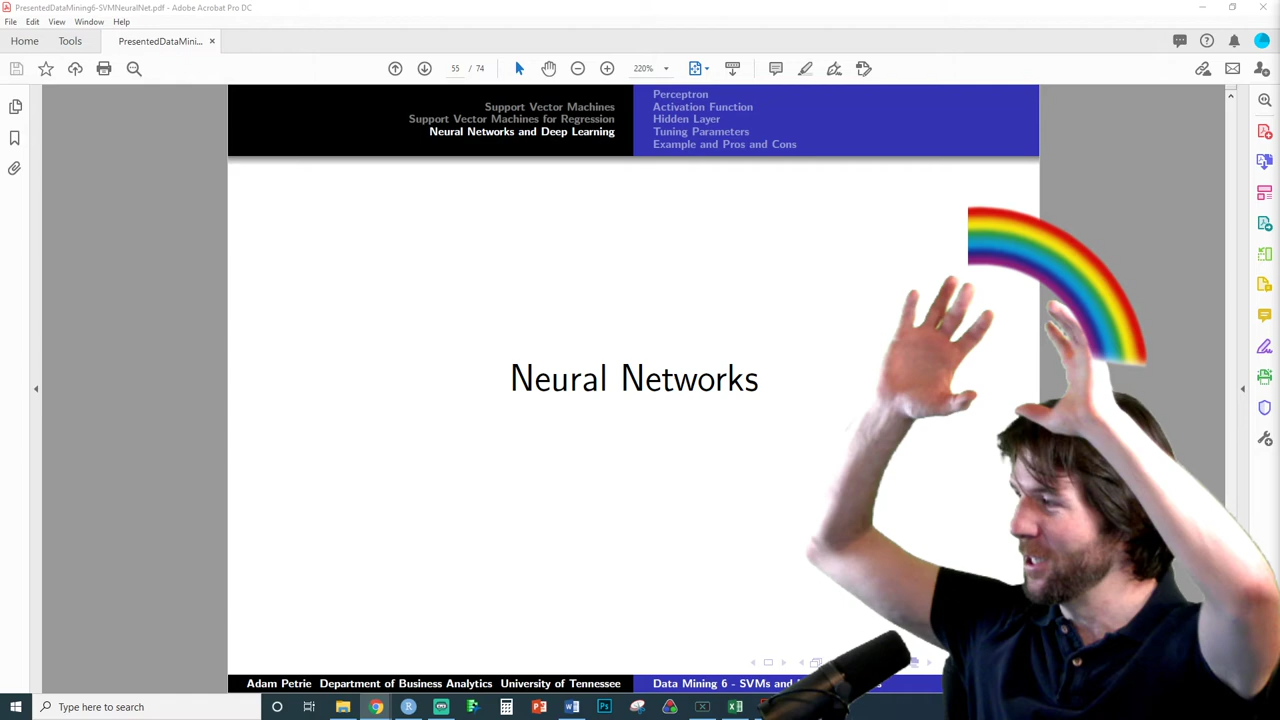 PresentedDataMining6-SVMNeuralNet.pdf - Adobe Acrobat Pro DC
File Edit View Window Help
Home Tools PresentedDataMini... ×
55 / 74 220%
Support Vector Machines
Support Vector Machines for Regression
Neural Networks and Deep Learning
Perceptron
Activation Function
Hidden Layer
Tuning Parameters
Example and Pros and Cons
Neural Networks
Adam Petrie Department of Business Analytics University of Tennessee
Data Mining 6 - SVMs and
Type here to search